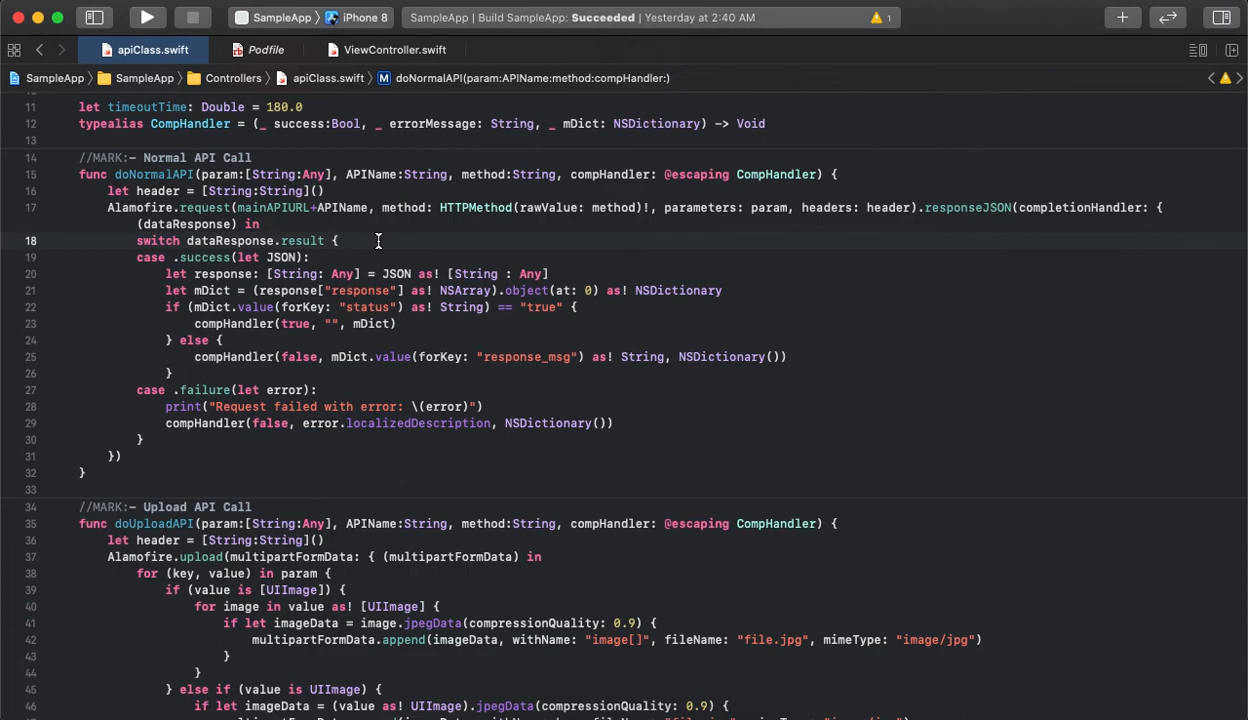 SampleApp > iPhone 8 SampleApp | Build SampleApp: Succeeded | Yesterday at 2:40 AM 1
apiClass.swift Podfile ViewController.swift
SampleApp > SampleApp > Controllers > apiClass.swift > M doNormalAPI(param:APIName:method:compHandler:)
11 let timeoutTime: Double = 180.0
12 typealias CompHandler = (_ success:Bool, _ errorMessage: String, _ mDict: NSDictionary) -> Void
13
14 //MARK:- Normal API Call
15 func doNormalAPI(param:[String:Any], APIName:String, method:String, compHandler: @escaping CompHandler) {
16 let header = [String:String]()
17 Alamofire.request(mainAPIURL+APIName, method: HTTPMethod(rawValue: method)!, parameters: param, headers: header).responseJSON(completionHandler: {
(dataResponse) in
18 switch dataResponse.result {
19 case .success(let JSON):
20 let response: [String: Any] = JSON as! [String : Any]
21 let mDict = (response["response"] as! NSArray).object(at: 0) as! NSDictionary
22 if (mDict.value(forKey: "status") as! String) == "true" {
23 compHandler(true, "", mDict)
24 } else {
25 compHandler(false, mDict.value(forKey: "response_msg") as! String, NSDictionary())
26 }
27 case .failure(let error):
28 print("Request failed with error: \(error)")
29 compHandler(false, error.localizedDescription, NSDictionary())
30 }
31 })
32 }
33
34 //MARK:- Upload API Call
35 func doUploadAPI(param:[String:Any], APIName:String, method:String, compHandler: @escaping CompHandler) {
36 let header = [String:String]()
37 Alamofire.upload(multipartFormData: { (multipartFormData) in
38 for (key, value) in param {
39 if (value is [UIImage]) {
40 for image in value as! [UIImage] {
41 if let imageData = image.jpegData(compressionQuality: 0.9) {
42 multipartFormData.append(imageData, withName: "image[]", fileName: "file.jpg", mimeType: "image/jpg")
43 }
44 }
45 } else if (value is UIImage) {
46 if let imageData = (value as! UIImage).jpegData(compressionQuality: 0.9) {